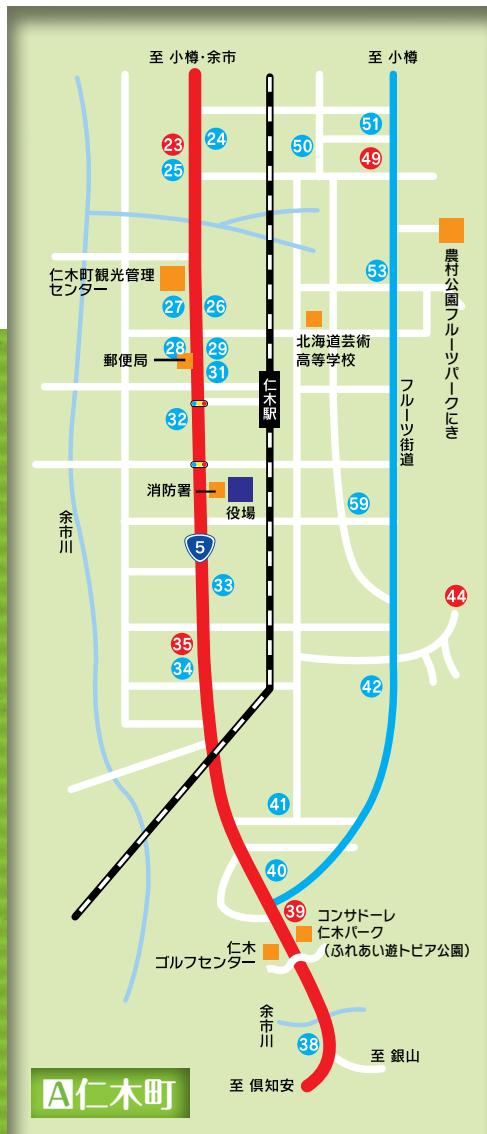 至 小樽・余市
至 小樽
51
24
23
50
25
49
農村公園フルーツパークにき
53
仁木町観光管理
センター
27
26
28
29
北海道芸術
高等学校
郵便局
31
仁木駅
フルーツ街道
32
消防署
役場
59
余市川
5
33
44
35
34
42
41
40
39
コンサドーレ
仁木パーク
(ふれあい遊トピア公園)
仁木
ゴルフセンター
余市川
38
至 銀山
至 倶知安
A仁木町